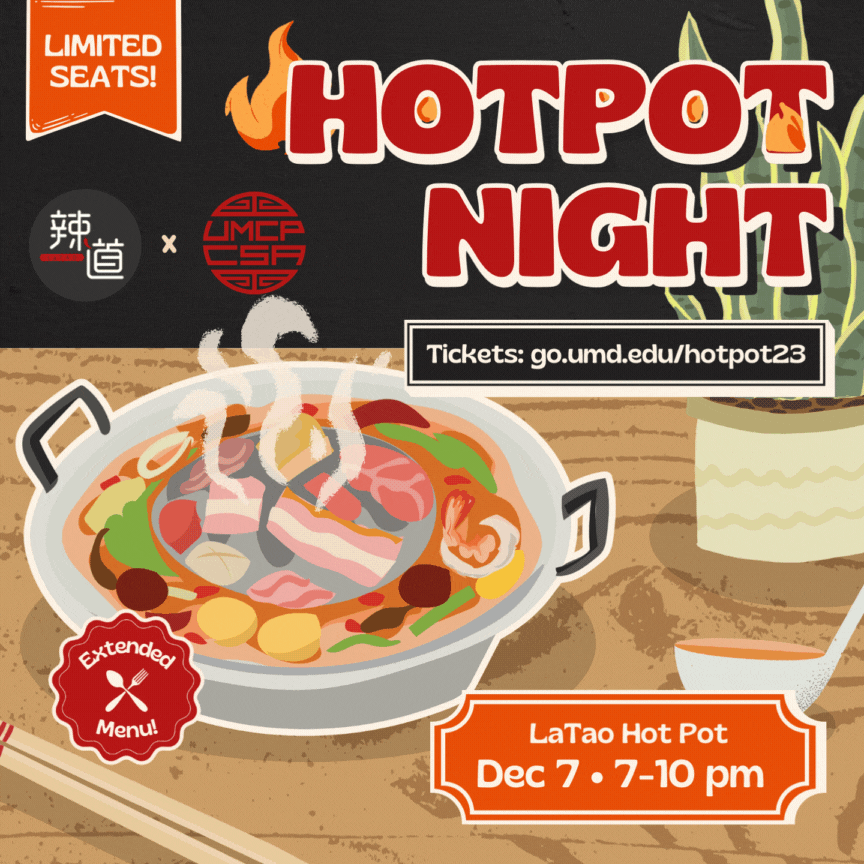 LIMITED
SEATS!
HOTPOT
NIGHT
辣
道
x
UMCP
CSA
Tickets: go.umd.edu/hotpot23
Extended
Menu!
LaTao Hot Pot
Dec 7 • 7-10 pm